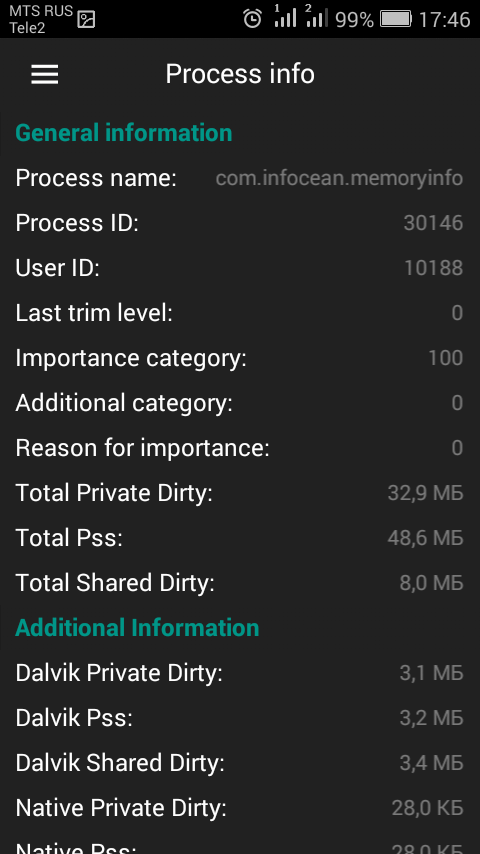 MTS RUS
Tele2
1 2 99% 17:46
Process info
General information
Process name: com.infocean.memoryinfo
Process ID: 30146
User ID: 10188
Last trim level: 0
Importance category: 100
Additional category: 0
Reason for importance: 0
Total Private Dirty: 32,9 МБ
Total Pss: 48,6 МБ
Total Shared Dirty: 8,0 МБ
Additional Information
Dalvik Private Dirty: 3,1 МБ
Dalvik Pss: 3,2 МБ
Dalvik Shared Dirty: 3,4 МБ
Native Private Dirty: 28,0 КБ
Native Pss: 28,0 КБ